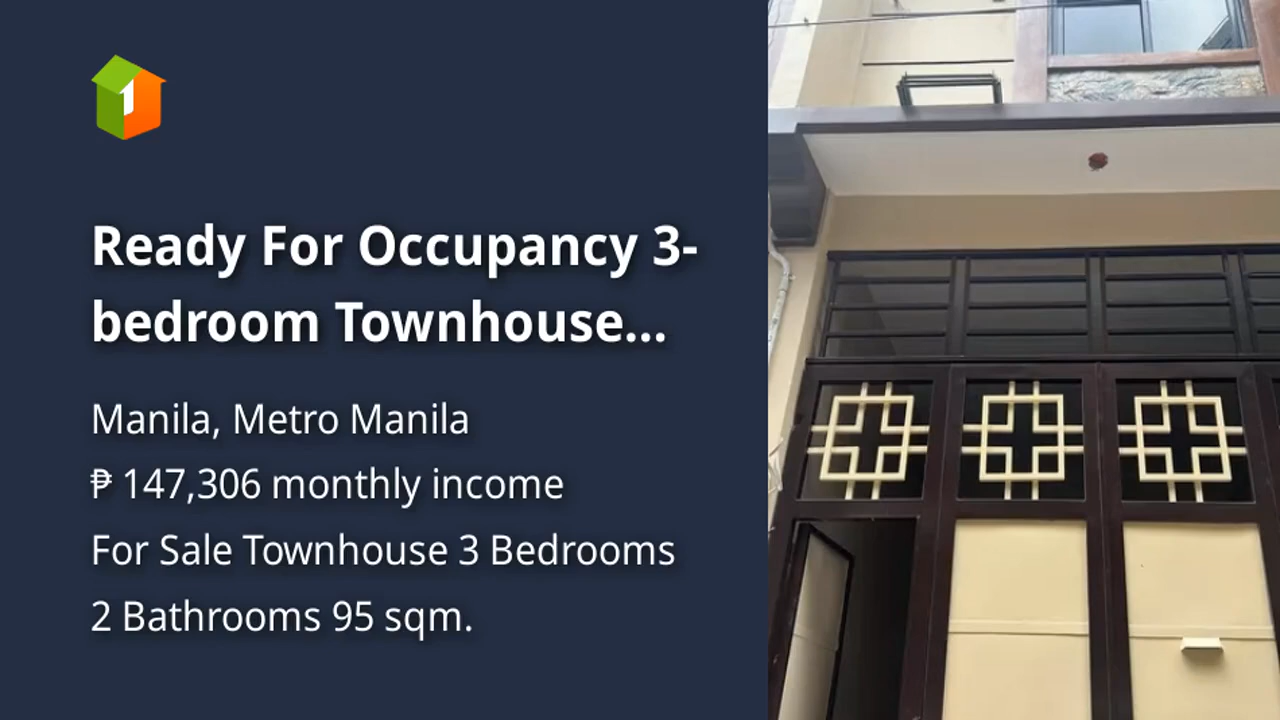 Ready For Occupancy 3-
bedroom Townhouse...
Manila, Metro Manila
₱ 147,306 monthly income
For Sale Townhouse 3 Bedrooms
2 Bathrooms 95 sqm.